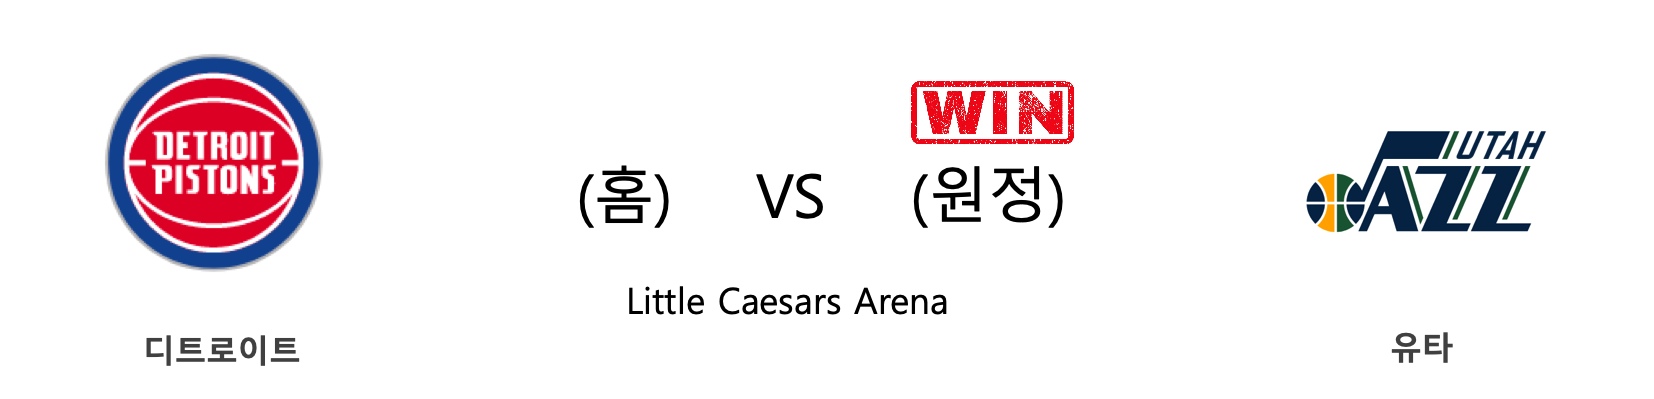 DETROIT
PISTONS
WIN
(홈) VS (원정)
UTAH
JAZZ
Little Caesars Arena
디트로이트
유타